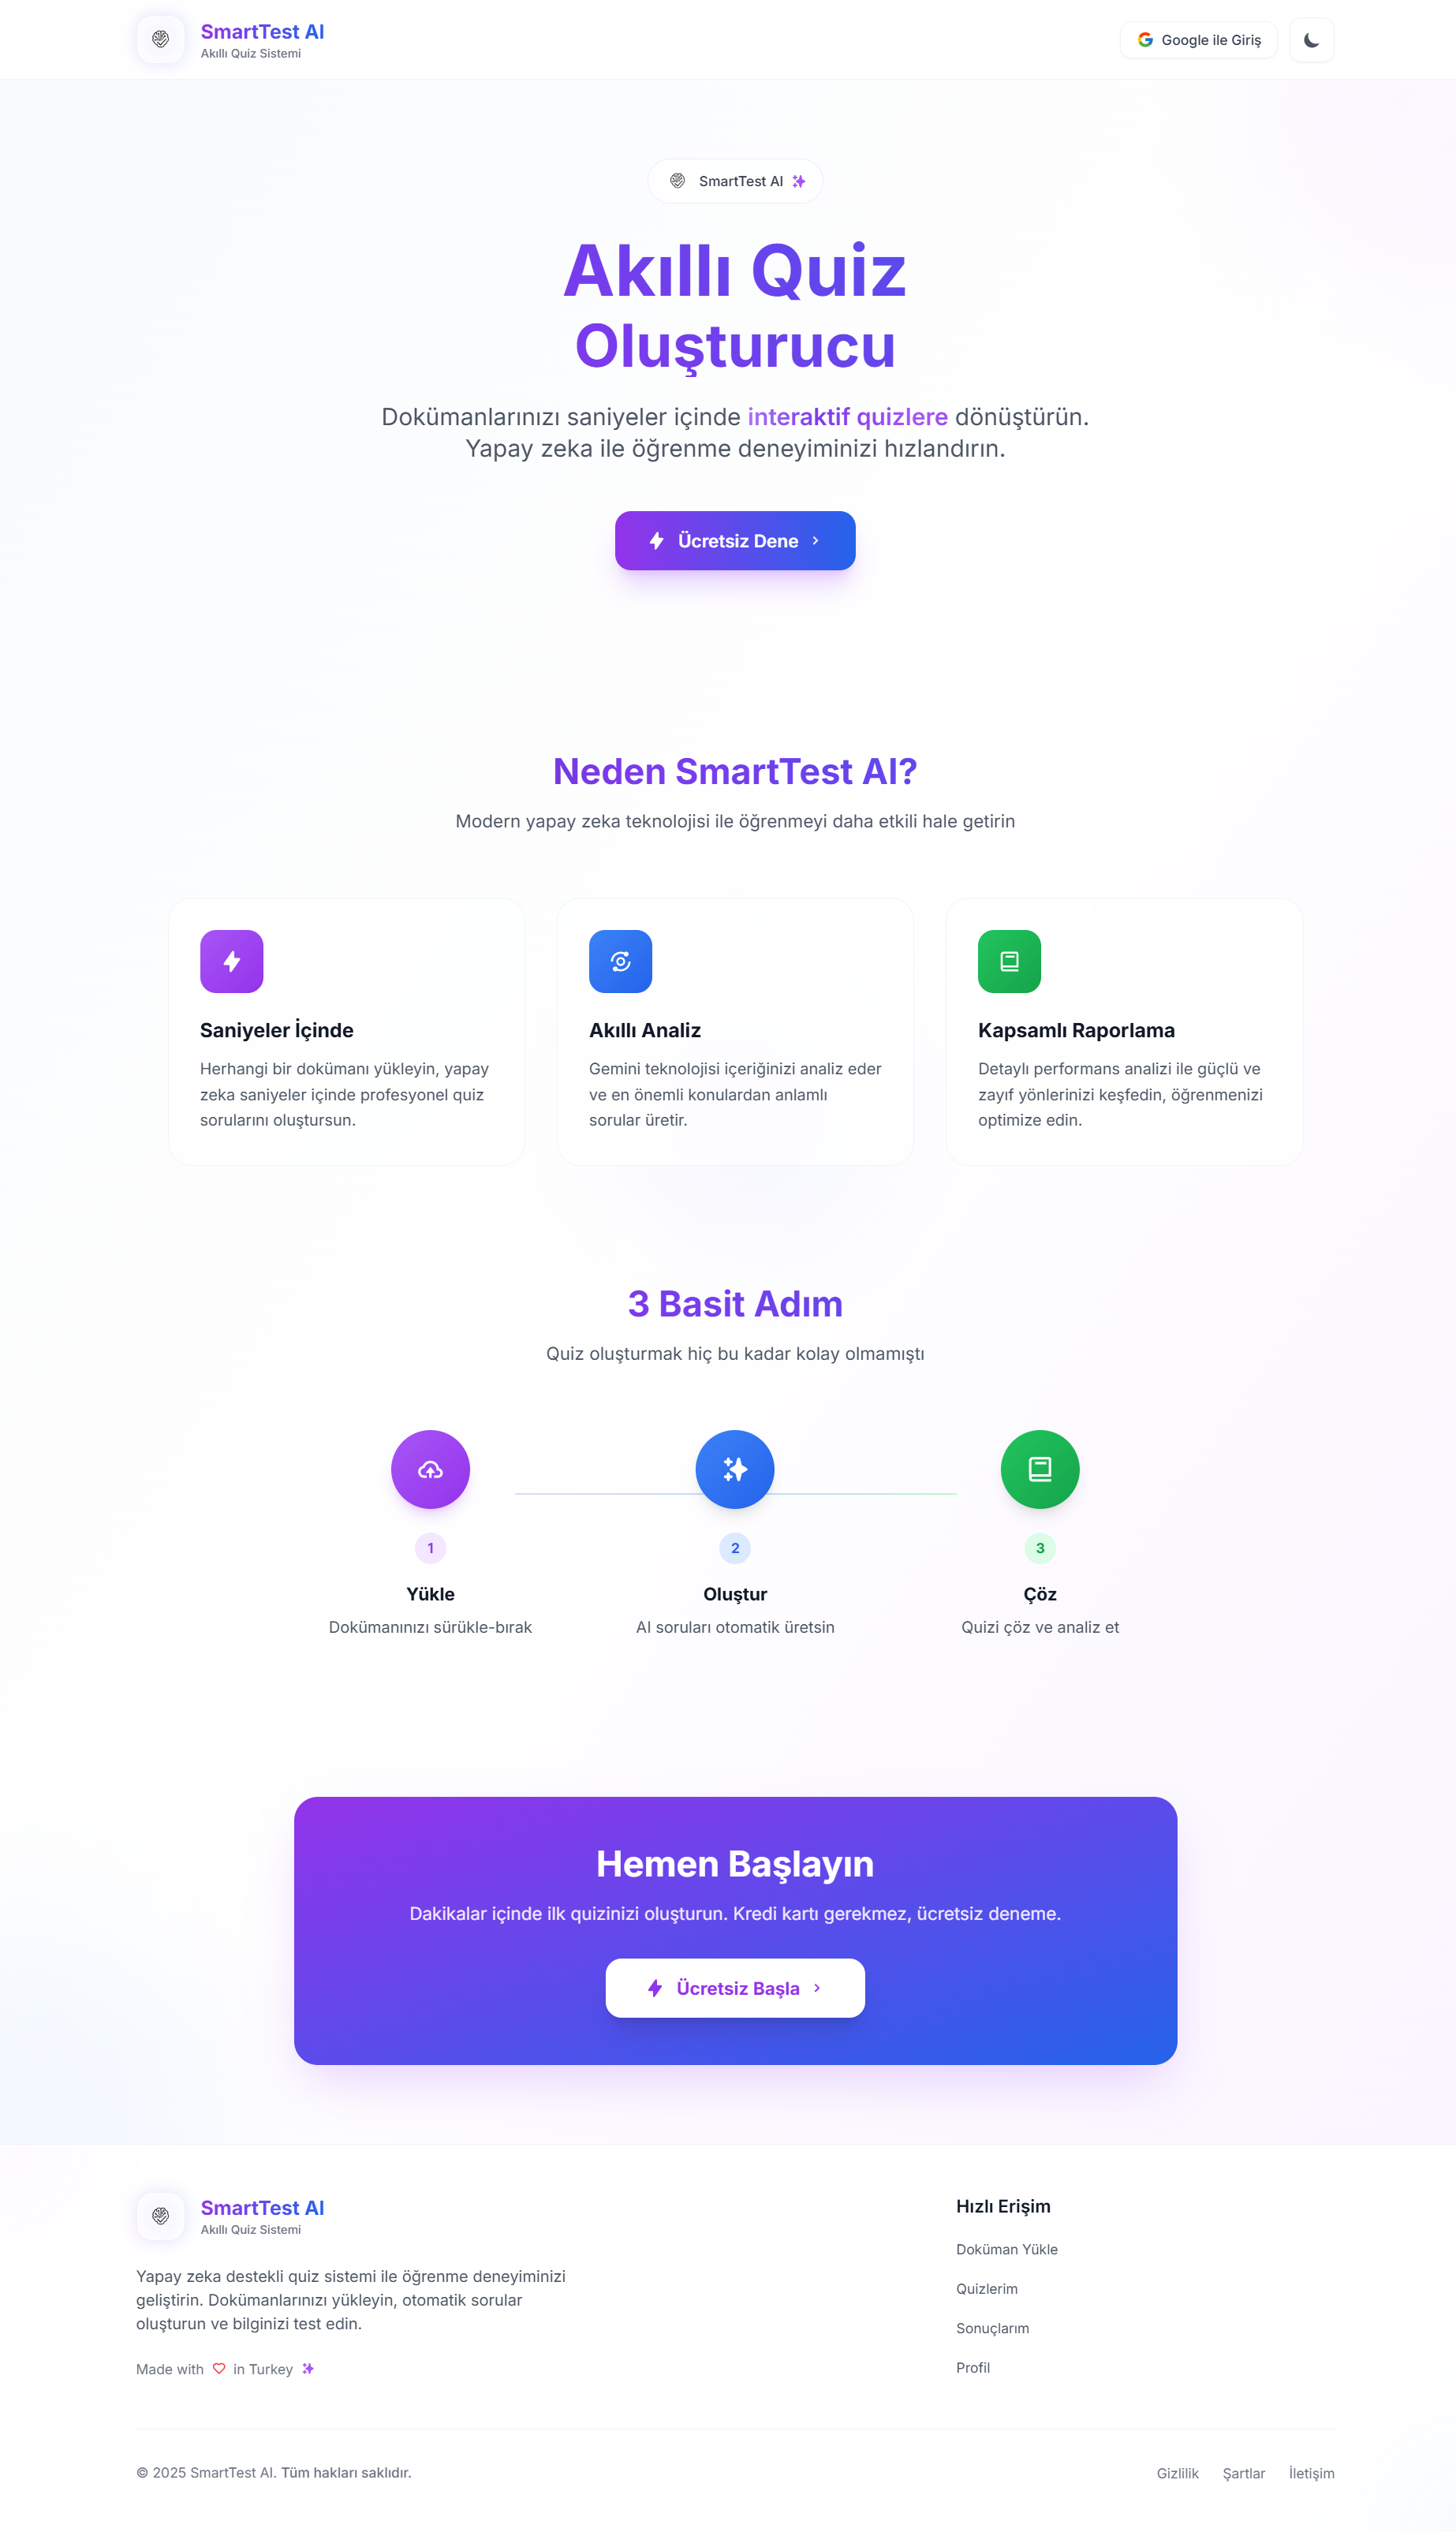 SmartTest AI
Akıllı Quiz Sistemi
Google ile Giriş
SmartTest AI
Akıllı Quiz
Oluşturucu
Dokümanlarınızı saniyeler içinde interaktif quizlere dönüştürün.
Yapay zeka ile öğrenme deneyiminizi hızlandırın.
Ücretsiz Dene
Neden SmartTest AI?
Modern yapay zeka teknolojisi ile öğrenmeyi daha etkili hale getirin
Saniyeler İçinde
Herhangi bir dokümanı yükleyin, yapay
zeka saniyeler içinde profesyonel quiz
sorularını oluştursun.
Akıllı Analiz
Gemini teknolojisi içeriğinizi analiz eder
ve en önemli konulardan anlamlı
sorular üretir.
Kapsamlı Raporlama
Detaylı performans analizi ile güçlü ve
zayıf yönlerinizi keşfedin, öğrenmenizi
optimize edin.
3 Basit Adım
Quiz oluşturmak hiç bu kadar kolay olmamıştı
1
Yükle
Dokümanınızı sürükle-bırak
2
Oluştur
AI soruları otomatik üretsin
3
Çöz
Quizi çöz ve analiz et
Hemen Başlayın
Dakikalar içinde ilk quizinizi oluşturun. Kredi kartı gerekmez, ücretsiz deneme.
Ücretsiz Başla
SmartTest AI
Akıllı Quiz Sistemi
Yapay zeka destekli quiz sistemi ile öğrenme deneyiminizi
geliştirin. Dokümanlarınızı yükleyin, otomatik sorular
oluşturun ve bilginizi test edin.
Made with in Turkey
Hızlı Erişim
Doküman Yükle
Quizlerim
Sonuçlarım
Profil
© 2025 SmartTest AI. Tüm hakları saklıdır.
Gizlilik Şartlar İletişim